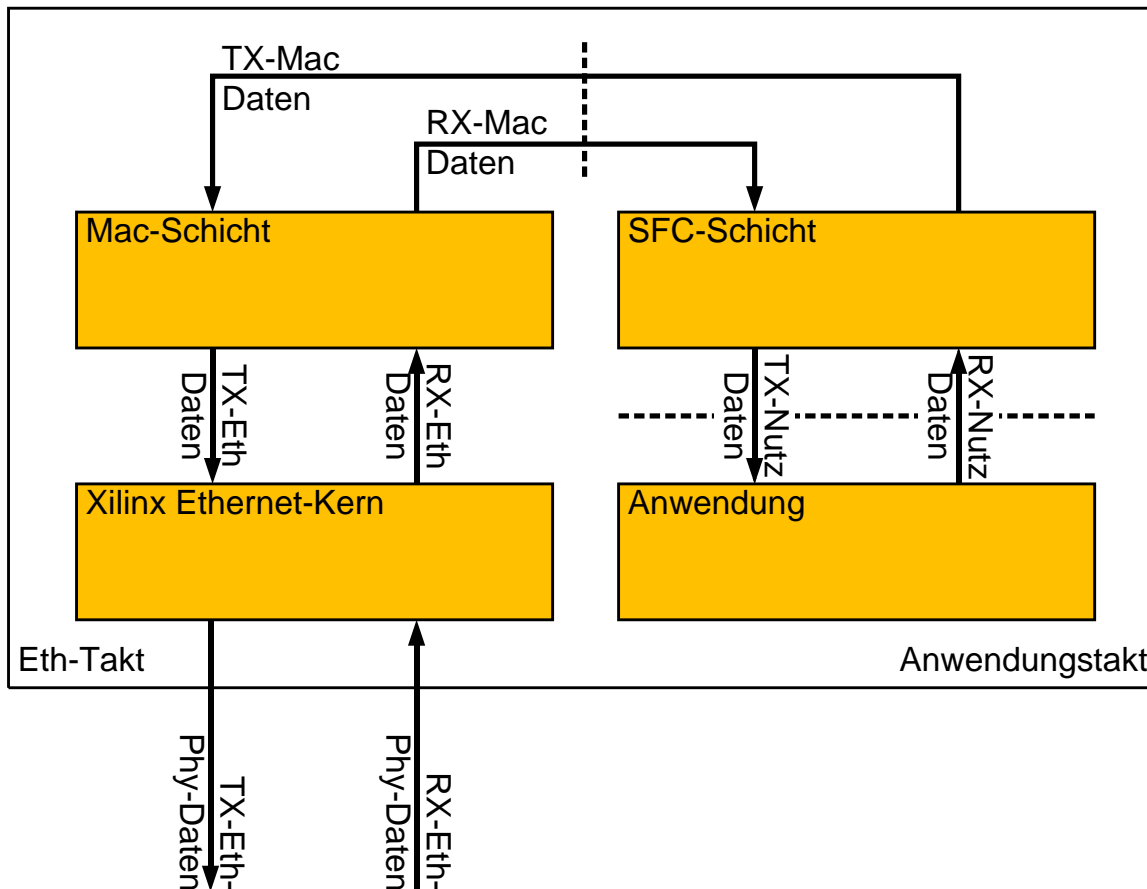 TX-Mac
Daten
RX-Mac
Daten
Mac-Schicht
SFC-Schicht
TX-Eth
Daten
RX-Eth
Daten
TX-Nutz
Daten
RX-Nutz
Daten
Xilinx Ethernet-Kern
Anwendung
Eth-Takt
Anwendungstakt
TX-Eth-
Phy-Daten
RX-Eth-
Phy-Daten